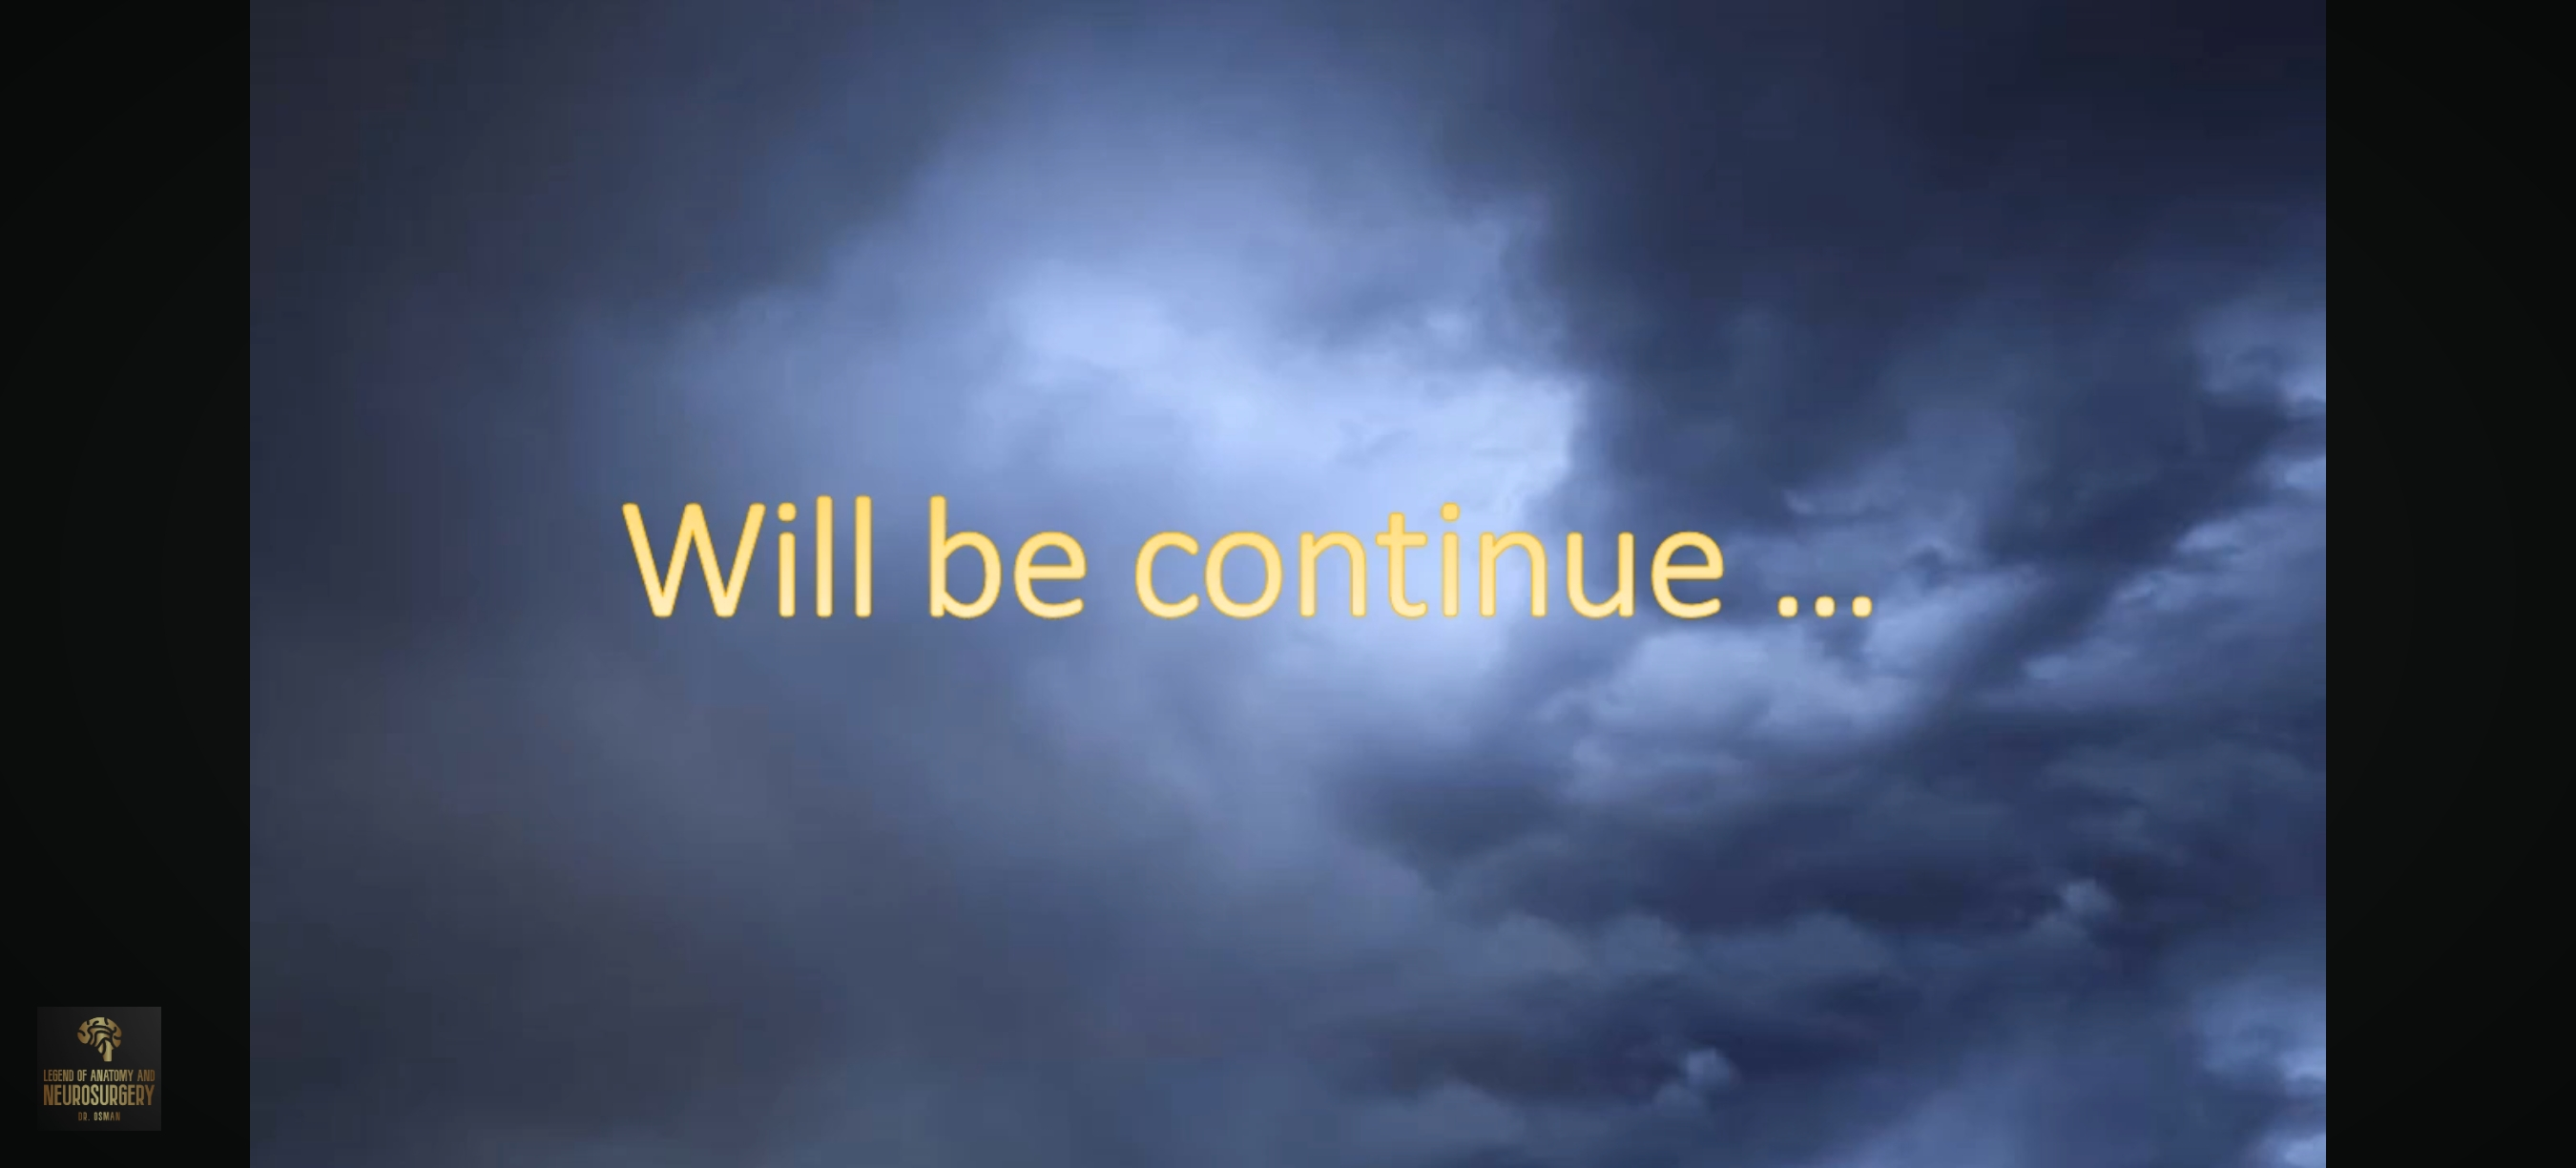 Will be continue ...
LEGEND OF ANATOMY AND
NEUROSURGERY
DR. OSMAN